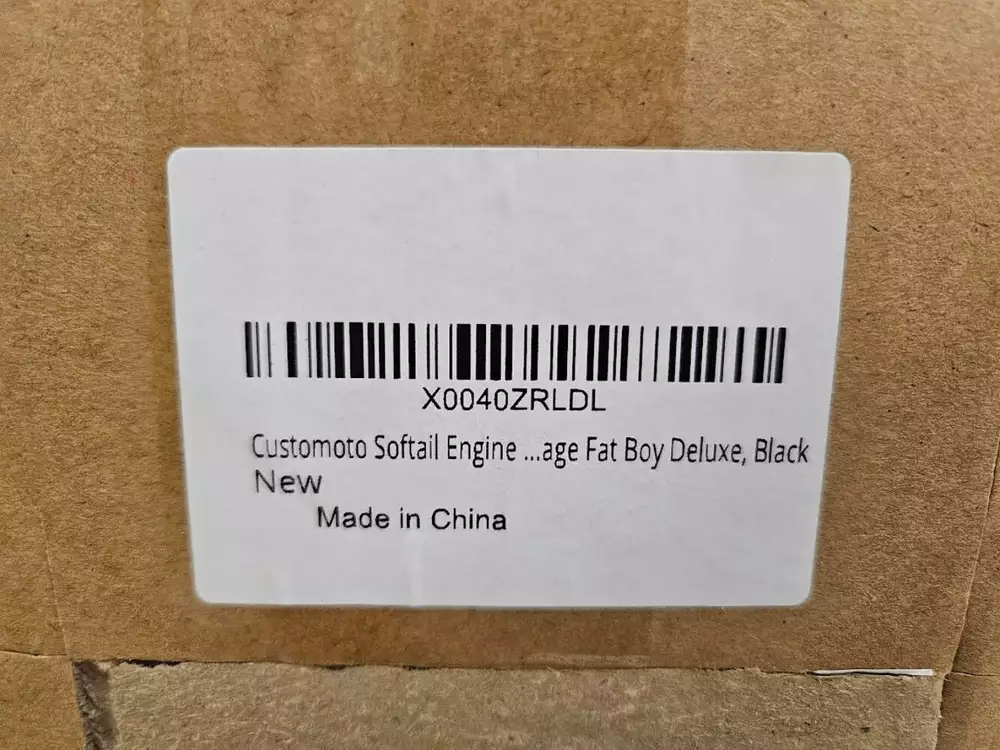 X0040ZRLDL
Customoto Softail Engine ...age Fat Boy Deluxe, Black
New
Made in China